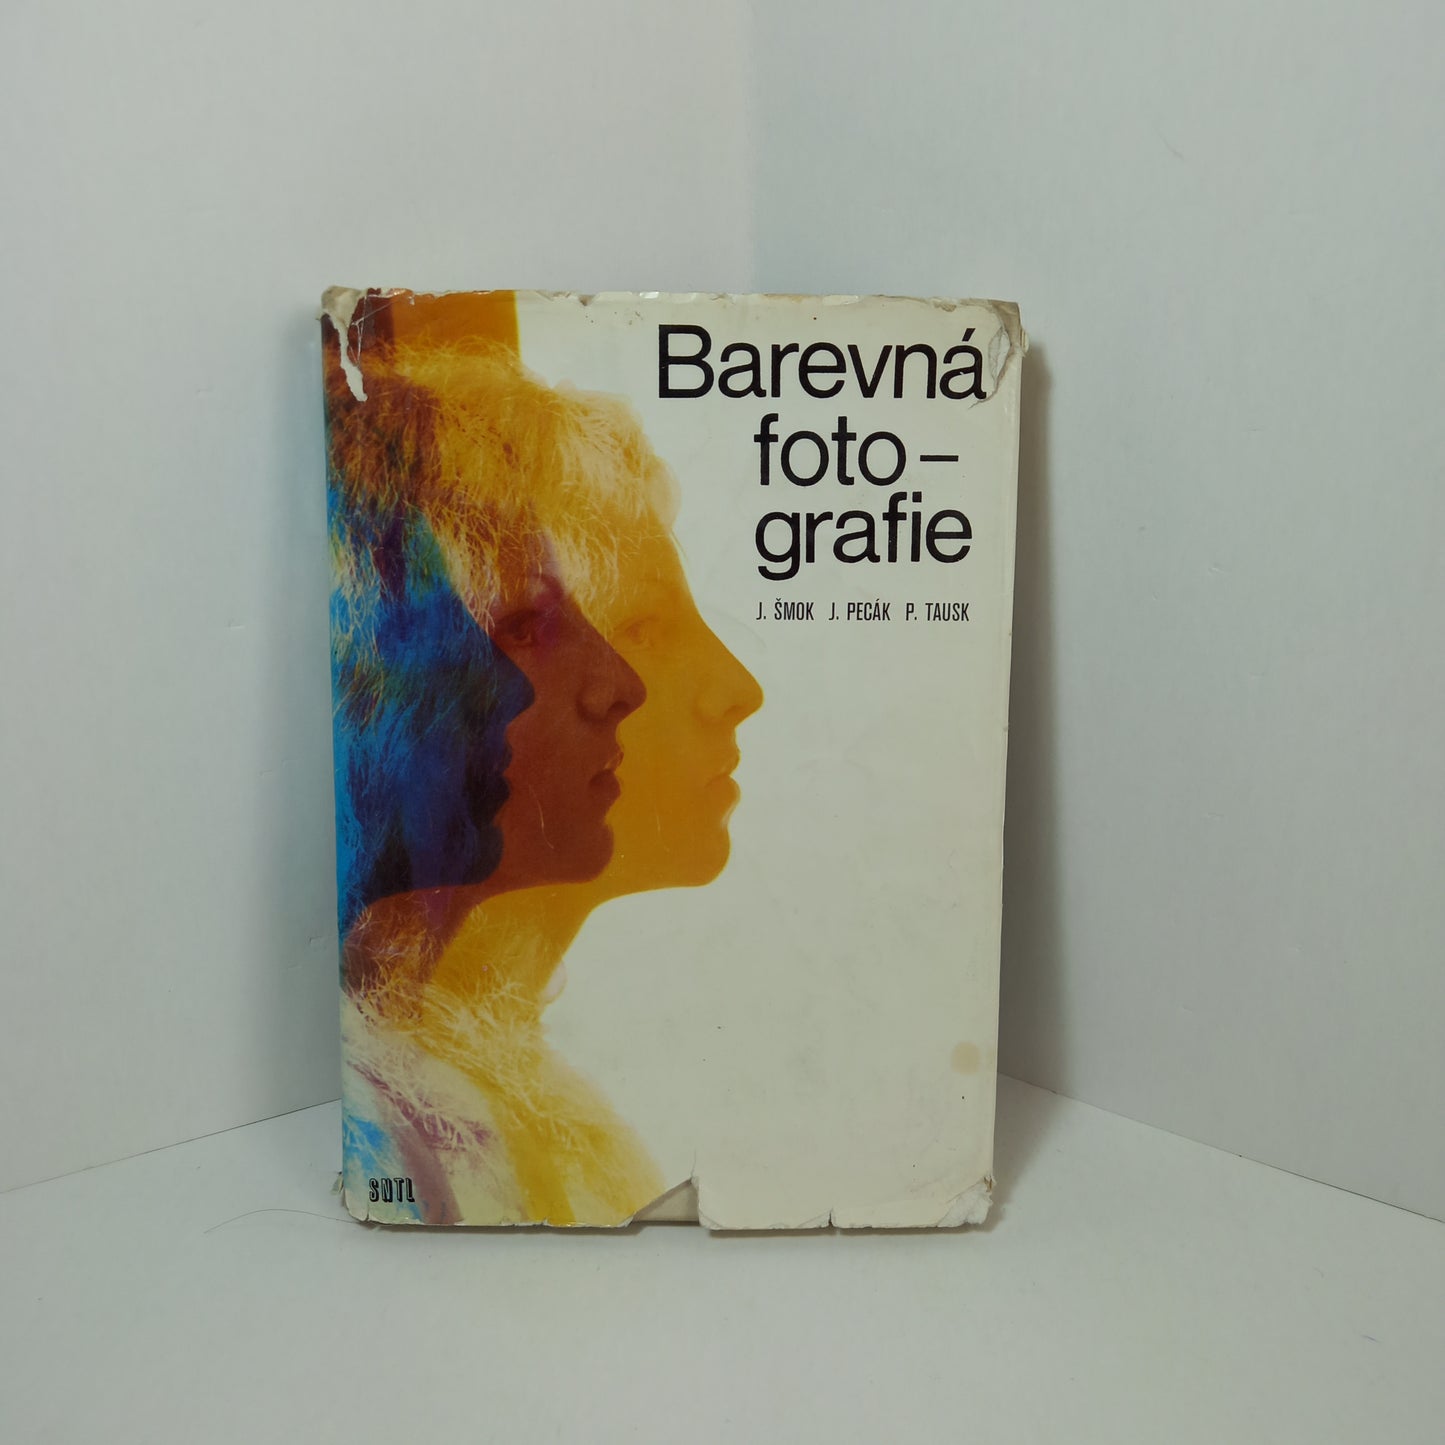 Barevná
foto–
grafie
J. ŠMOK J. PECÁK P. TAUSK
SNTL